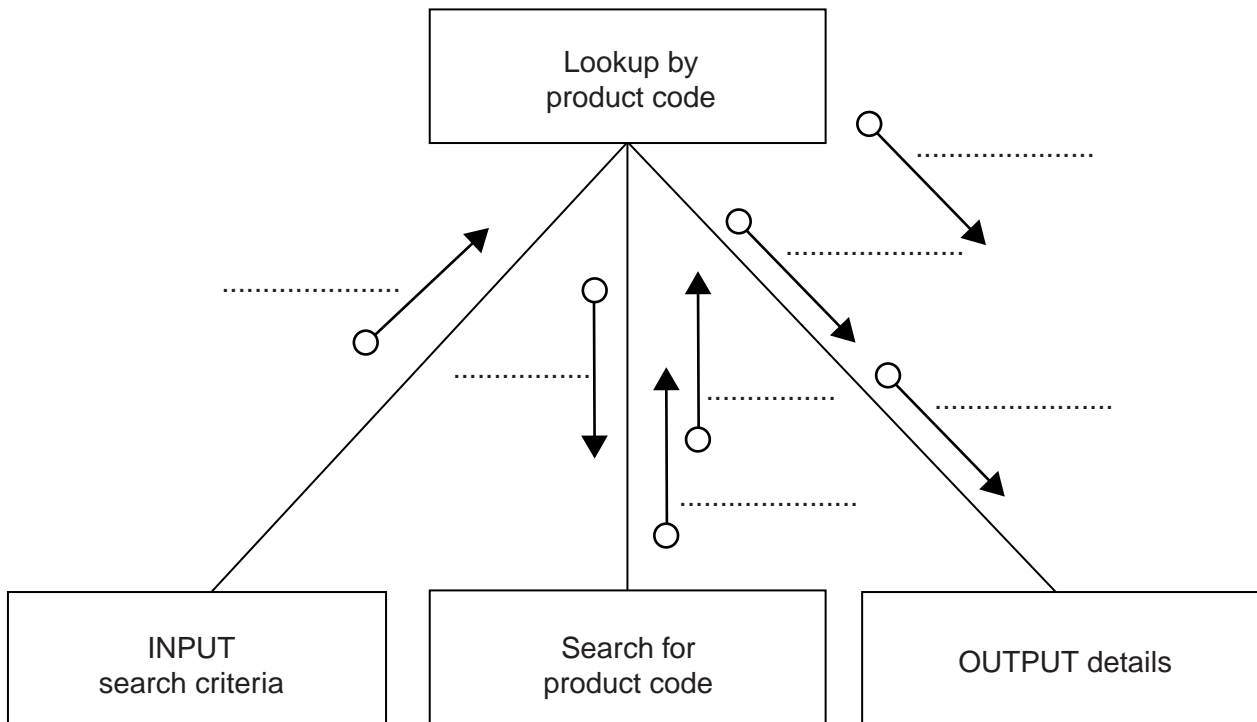 Lookup by
product code
INPUT
search criteria
Search for
product code
OUTPUT details